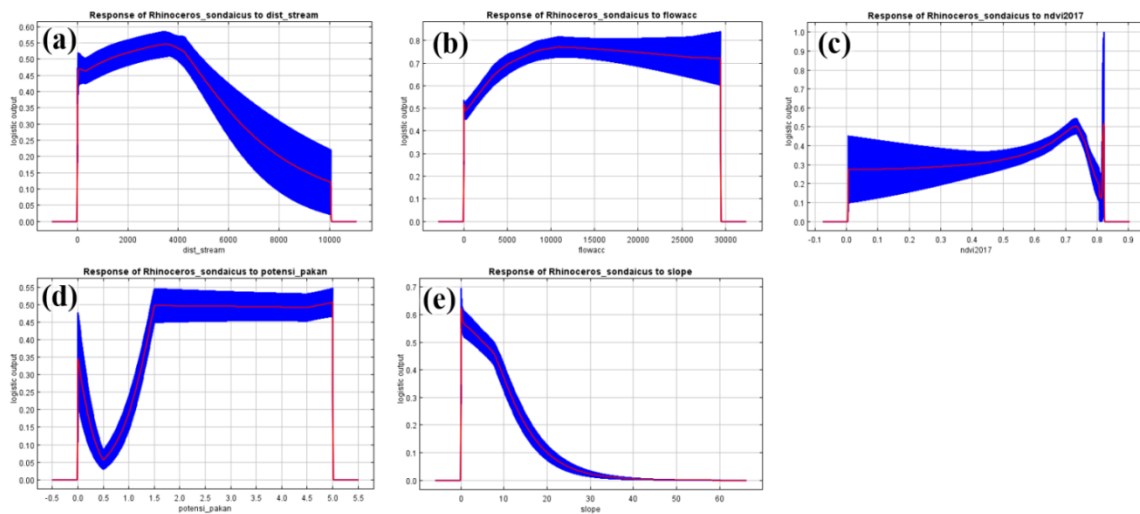 Response of Rhinoceros_sondaicus to dist_stream
(a)
0.60
0.55
0.50
0.45
0.40
0.35
0.30
0.25
0.20
0.15
0.10
0.05
0.00
logistic output
0 2000 4000 6000 8000 10000
dist_stream
Response of Rhinoceros_sondaicus to flowacc
(b)
0.9
0.8
0.7
0.6
0.5
0.4
0.3
0.2
0.1
0.0
logistic output
0 5000 10000 15000 20000 25000 30000
flowacc
Response of Rhinoceros_sondaicus to ndvi2017
(c)
1.0
0.9
0.8
0.7
0.6
0.5
0.4
0.3
0.2
0.1
0.0
logistic output
-0.1 0.0 0.1 0.2 0.3 0.4 0.5 0.6 0.7 0.8 0.9
ndvi2017
Response of Rhinoceros_sondaicus to potensi_pakan
(d)
0.55
0.50
0.45
0.40
0.35
0.30
0.25
0.20
0.15
0.10
0.05
0.00
logistic output
-0.5 0.0 0.5 1.0 1.5 2.0 2.5 3.0 3.5 4.0 4.5 5.0 5.5
potensi_pakan
Response of Rhinoceros_sondaicus to slope
(e)
0.7
0.6
0.5
0.4
0.3
0.2
0.1
0.0
logistic output
0 10 20 30 40 50 60
slope